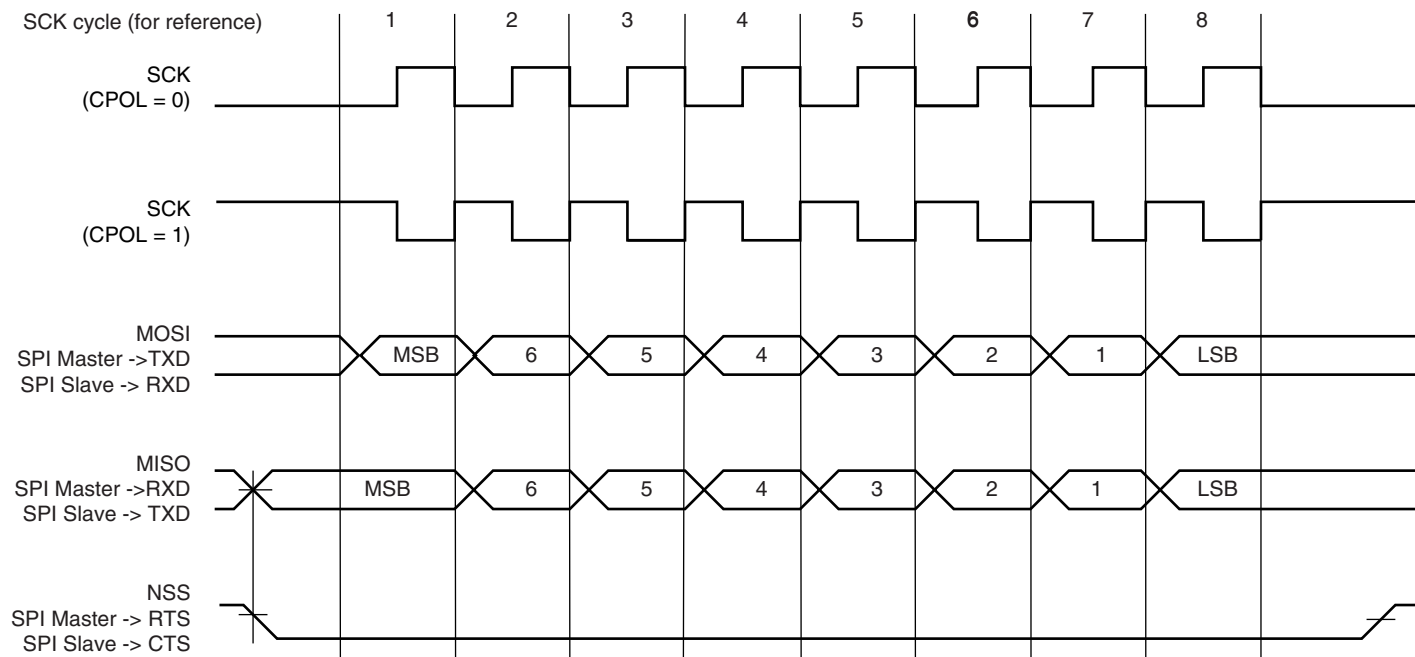 SCK cycle (for reference) 1 2 3 4 5 6 7 8
SCK
(CPOL = 0)
SCK
(CPOL = 1)
MOSI
SPI Master ->TXD
SPI Slave -> RXD
MSB 6 5 4 3 2 1 LSB
MISO
SPI Master ->RXD
SPI Slave -> TXD
MSB 6 5 4 3 2 1 LSB
NSS
SPI Master -> RTS
SPI Slave -> CTS